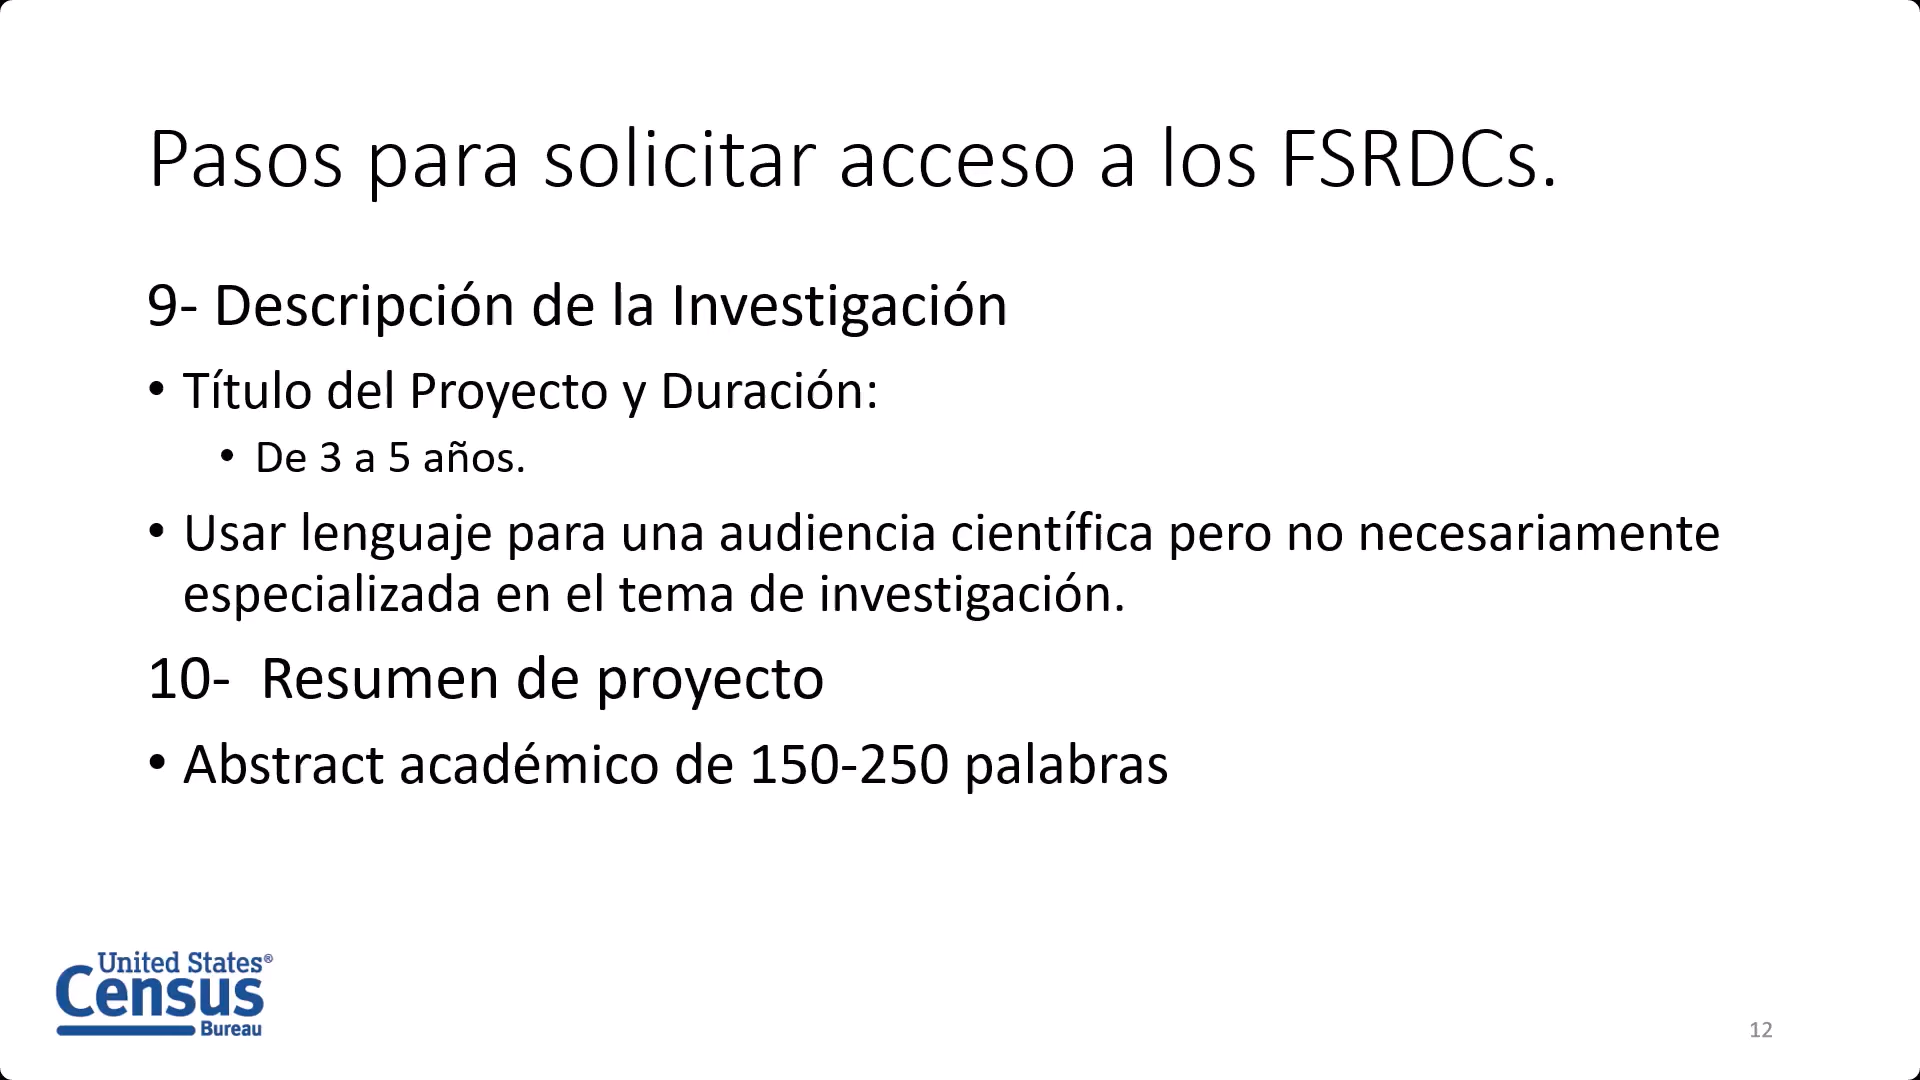 Pasos para solicitar acceso a los FSRDCs.
9- Descripción de la Investigación
• Título del Proyecto y Duración:
• De 3 a 5 años.
• Usar lenguaje para una audiencia científica pero no necesariamente
especializada en el tema de investigación.
10-  Resumen de proyecto
• Abstract académico de 150-250 palabras
United States®
Census
Bureau
12